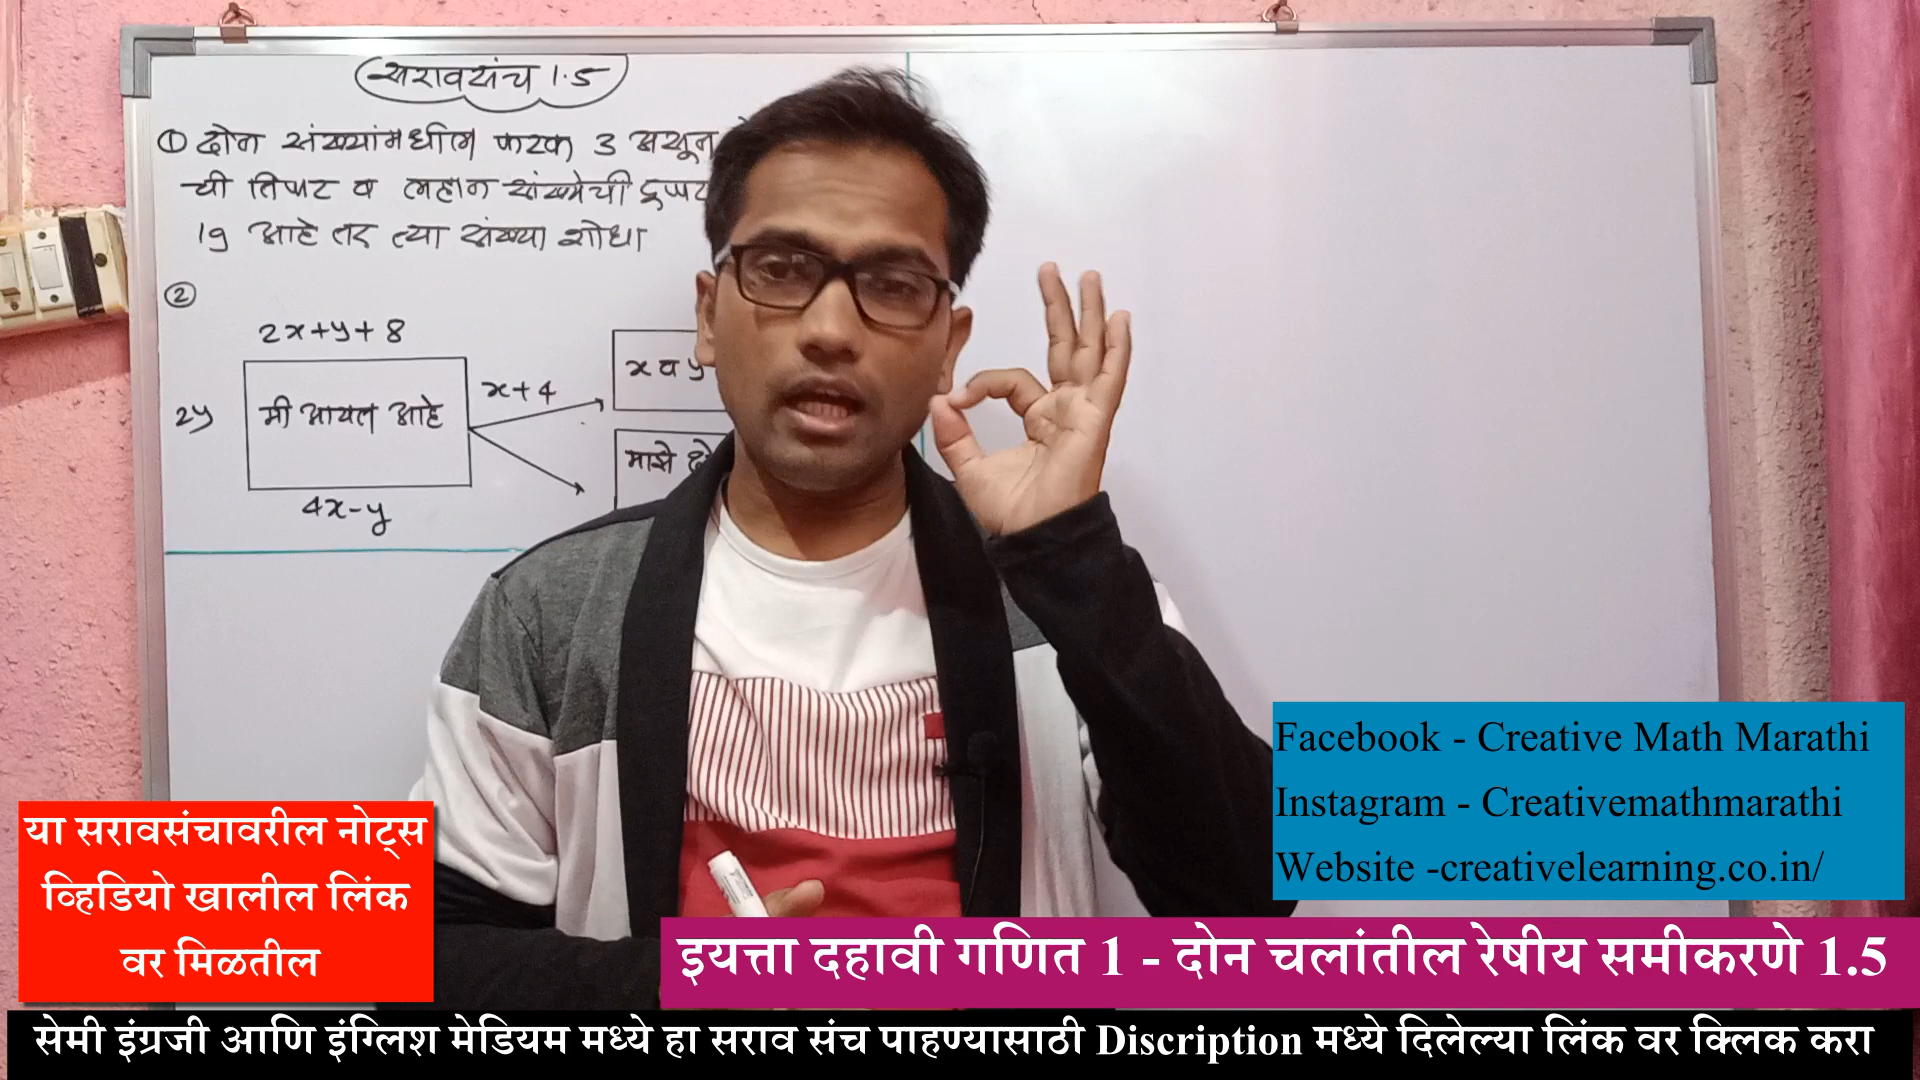 सरावसंच 1.5
① दोन संख्यांमधील फरक 3 असून
ची तिप्पट व लहान संख्येची दुप्पट
19 आहे तर त्या संख्या शोधा
②
2x+y+8
2y
मी आयत आहे
x+4
x व y
माझे
4x-y
Facebook - Creative Math Marathi
Instagram - Creativemathmarathi
Website -creativelearning.co.in/
या सरावसंचावरील नोट्स
व्हिडियो खालील लिंक
वर मिळतील
इयत्ता दहावी गणित 1 - दोन चलांतील रेषीय समीकरणे 1.5
सेमी इंग्रजी आणि इंग्लिश मेडियम मध्ये हा सराव संच पाहण्यासाठी Discription मध्ये दिलेल्या लिंक वर क्लिक करा